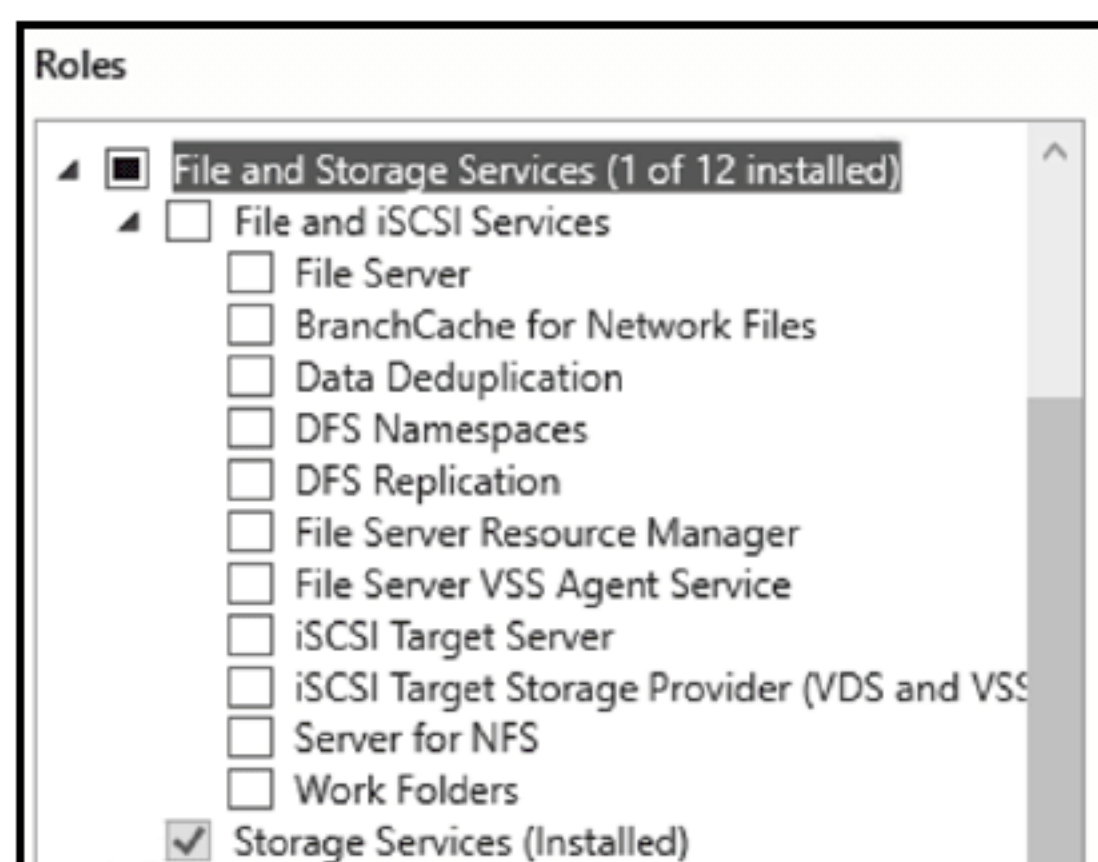 Roles
File and Storage Services (1 of 12 installed)
File and iSCSI Services
File Server
BranchCache for Network Files
Data Deduplication
DFS Namespaces
DFS Replication
File Server Resource Manager
File Server VSS Agent Service
iSCSI Target Server
iSCSI Target Storage Provider (VDS and VSS
Server for NFS
Work Folders
Storage Services (Installed)